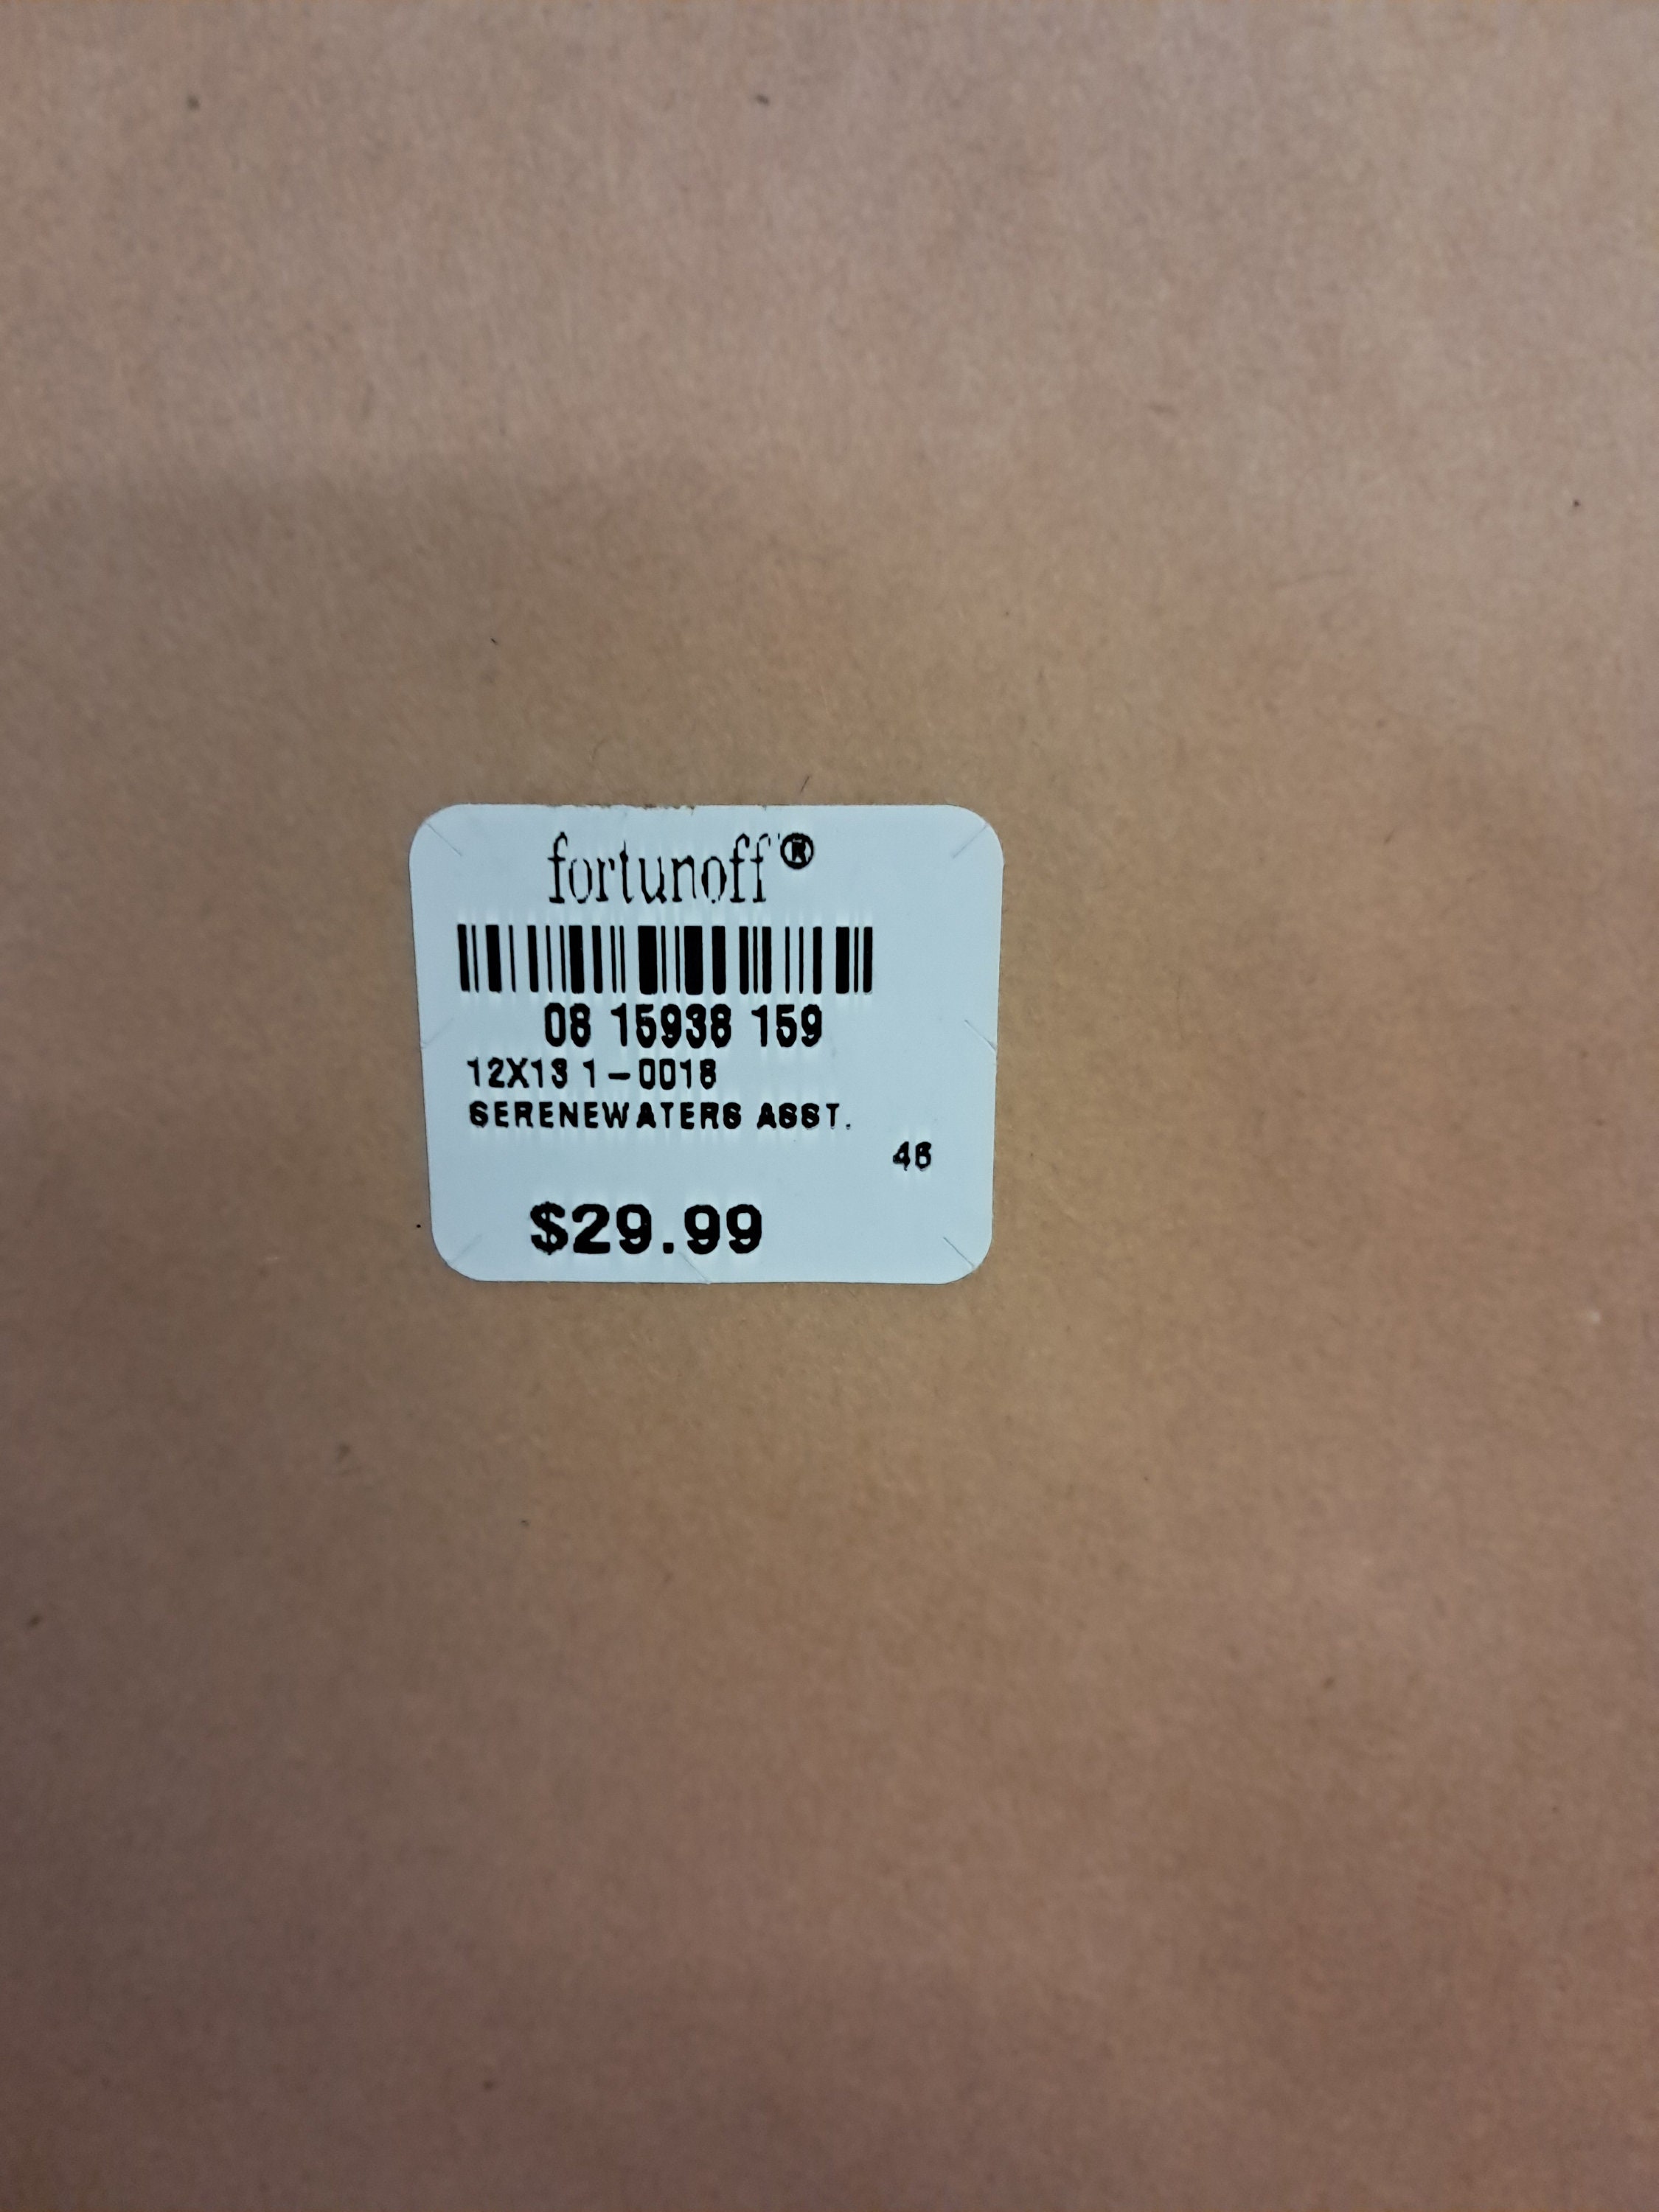 fortunoff®
08 15938 159
12X13 1-0018
SERENEWATERS ASST.
46
$29.99